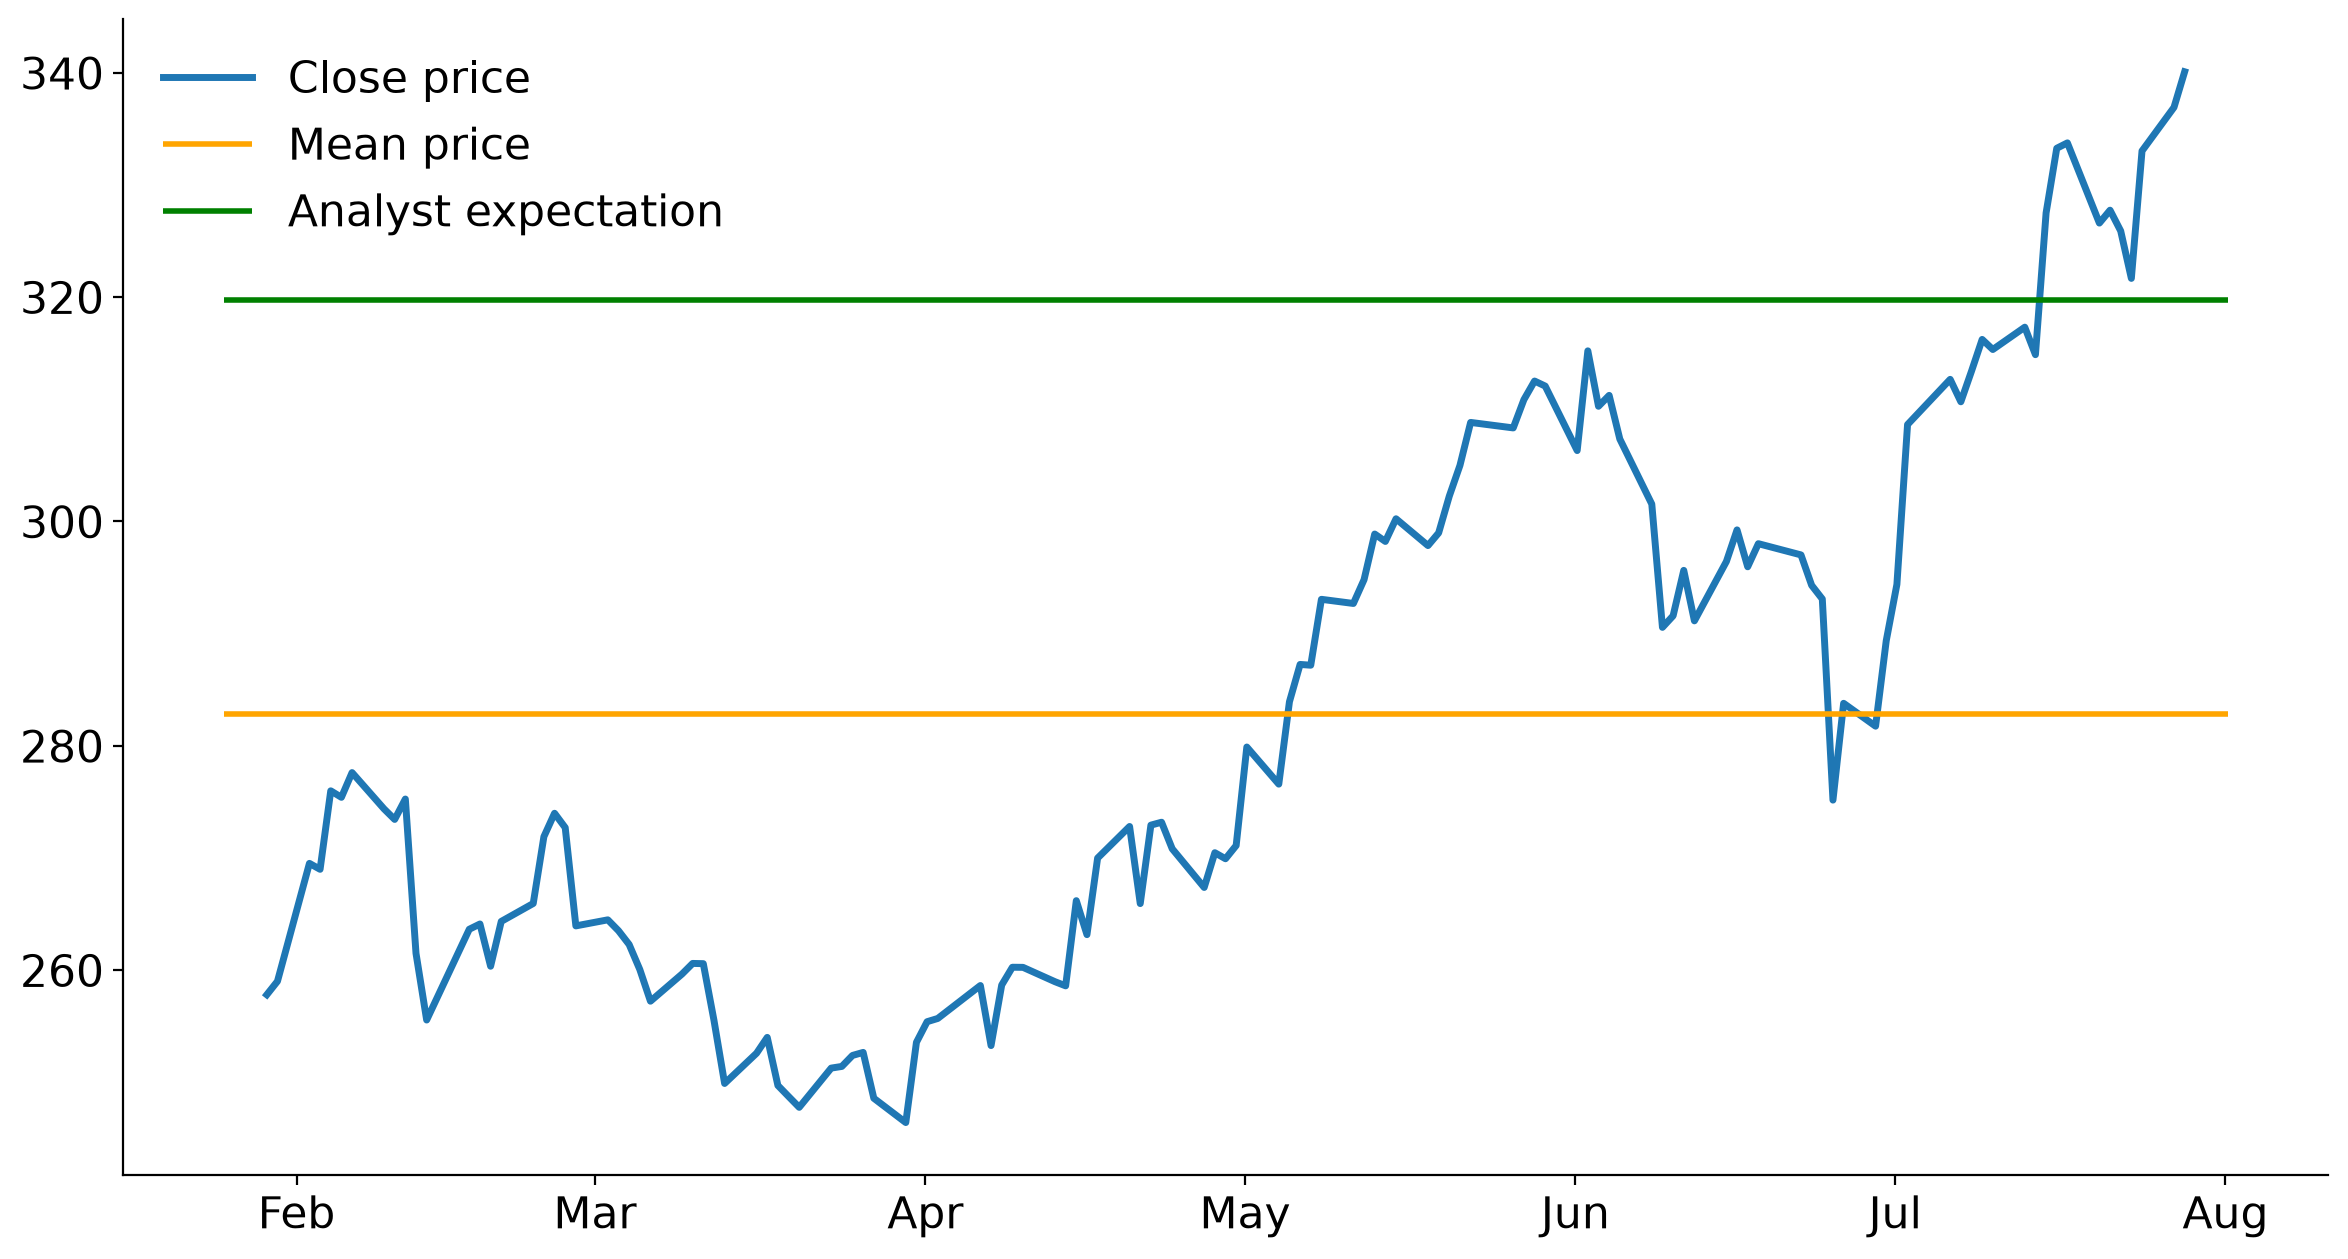 340
320
300
280
260
Close price
Mean price
Analyst expectation
Feb Mar Apr May Jun Jul Aug